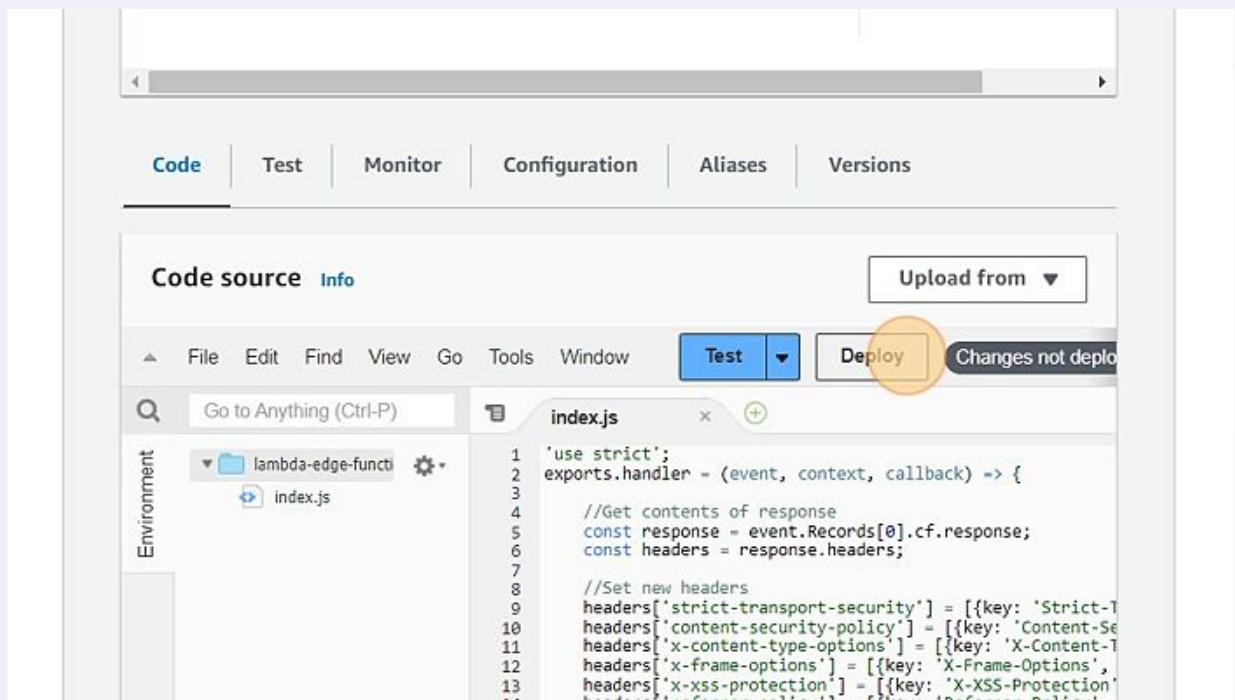 Code Test Monitor Configuration Aliases Versions
Code source Info
Upload from
File Edit Find View Go Tools Window Test Deploy Changes not deplo
Go to Anything (Ctrl-P)
index.js
Environment
lambda-edge-functi
index.js
1 'use strict';
2 exports.handler = (event, context, callback) => {
3
4 //Get contents of response
5 const response = event.Records[0].cf.response;
6 const headers = response.headers;
7
8 //Set new headers
9 headers['strict-transport-security'] = [{key: 'Strict-T
10 headers['content-security-policy'] = [{key: 'Content-Se
11 headers['x-content-type-options'] = [{key: 'X-Content-T
12 headers['x-frame-options'] = [{key: 'X-Frame-Options',
13 headers['x-xss-protection'] = [{key: 'X-XSS-Protection'